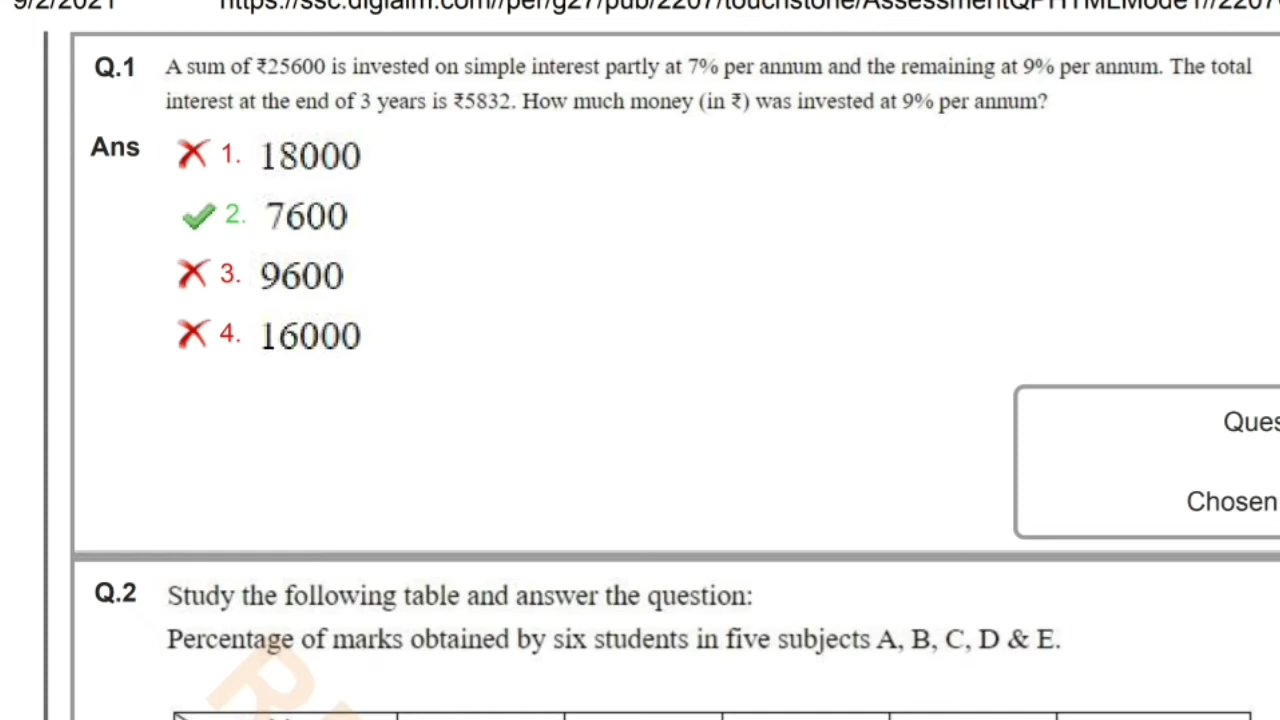 9/2/2021
Q.1 A sum of ₹25600 is invested on simple interest partly at 7% per annum and the remaining at 9% per annum. The total
interest at the end of 3 years is ₹5832. How much money (in ₹) was invested at 9% per annum?
Ans 1. 18000
2. 7600
3. 9600
4. 16000
Ques
Chosen
Q.2 Study the following table and answer the question:
Percentage of marks obtained by six students in five subjects A, B, C, D & E.